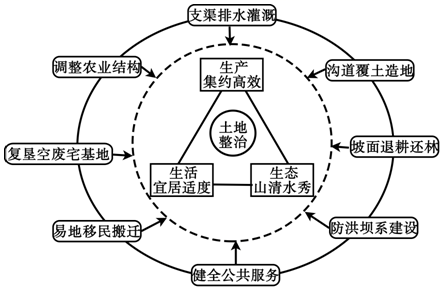 支渠排水灌溉
调整农业结构
生产
集约高效
沟道覆土造地
土地
整治
复垦空废宅基地
坡面退耕还林
生活
宜居适度
生态
山清水秀
易地移民搬迁
防洪坝系建设
健全公共服务